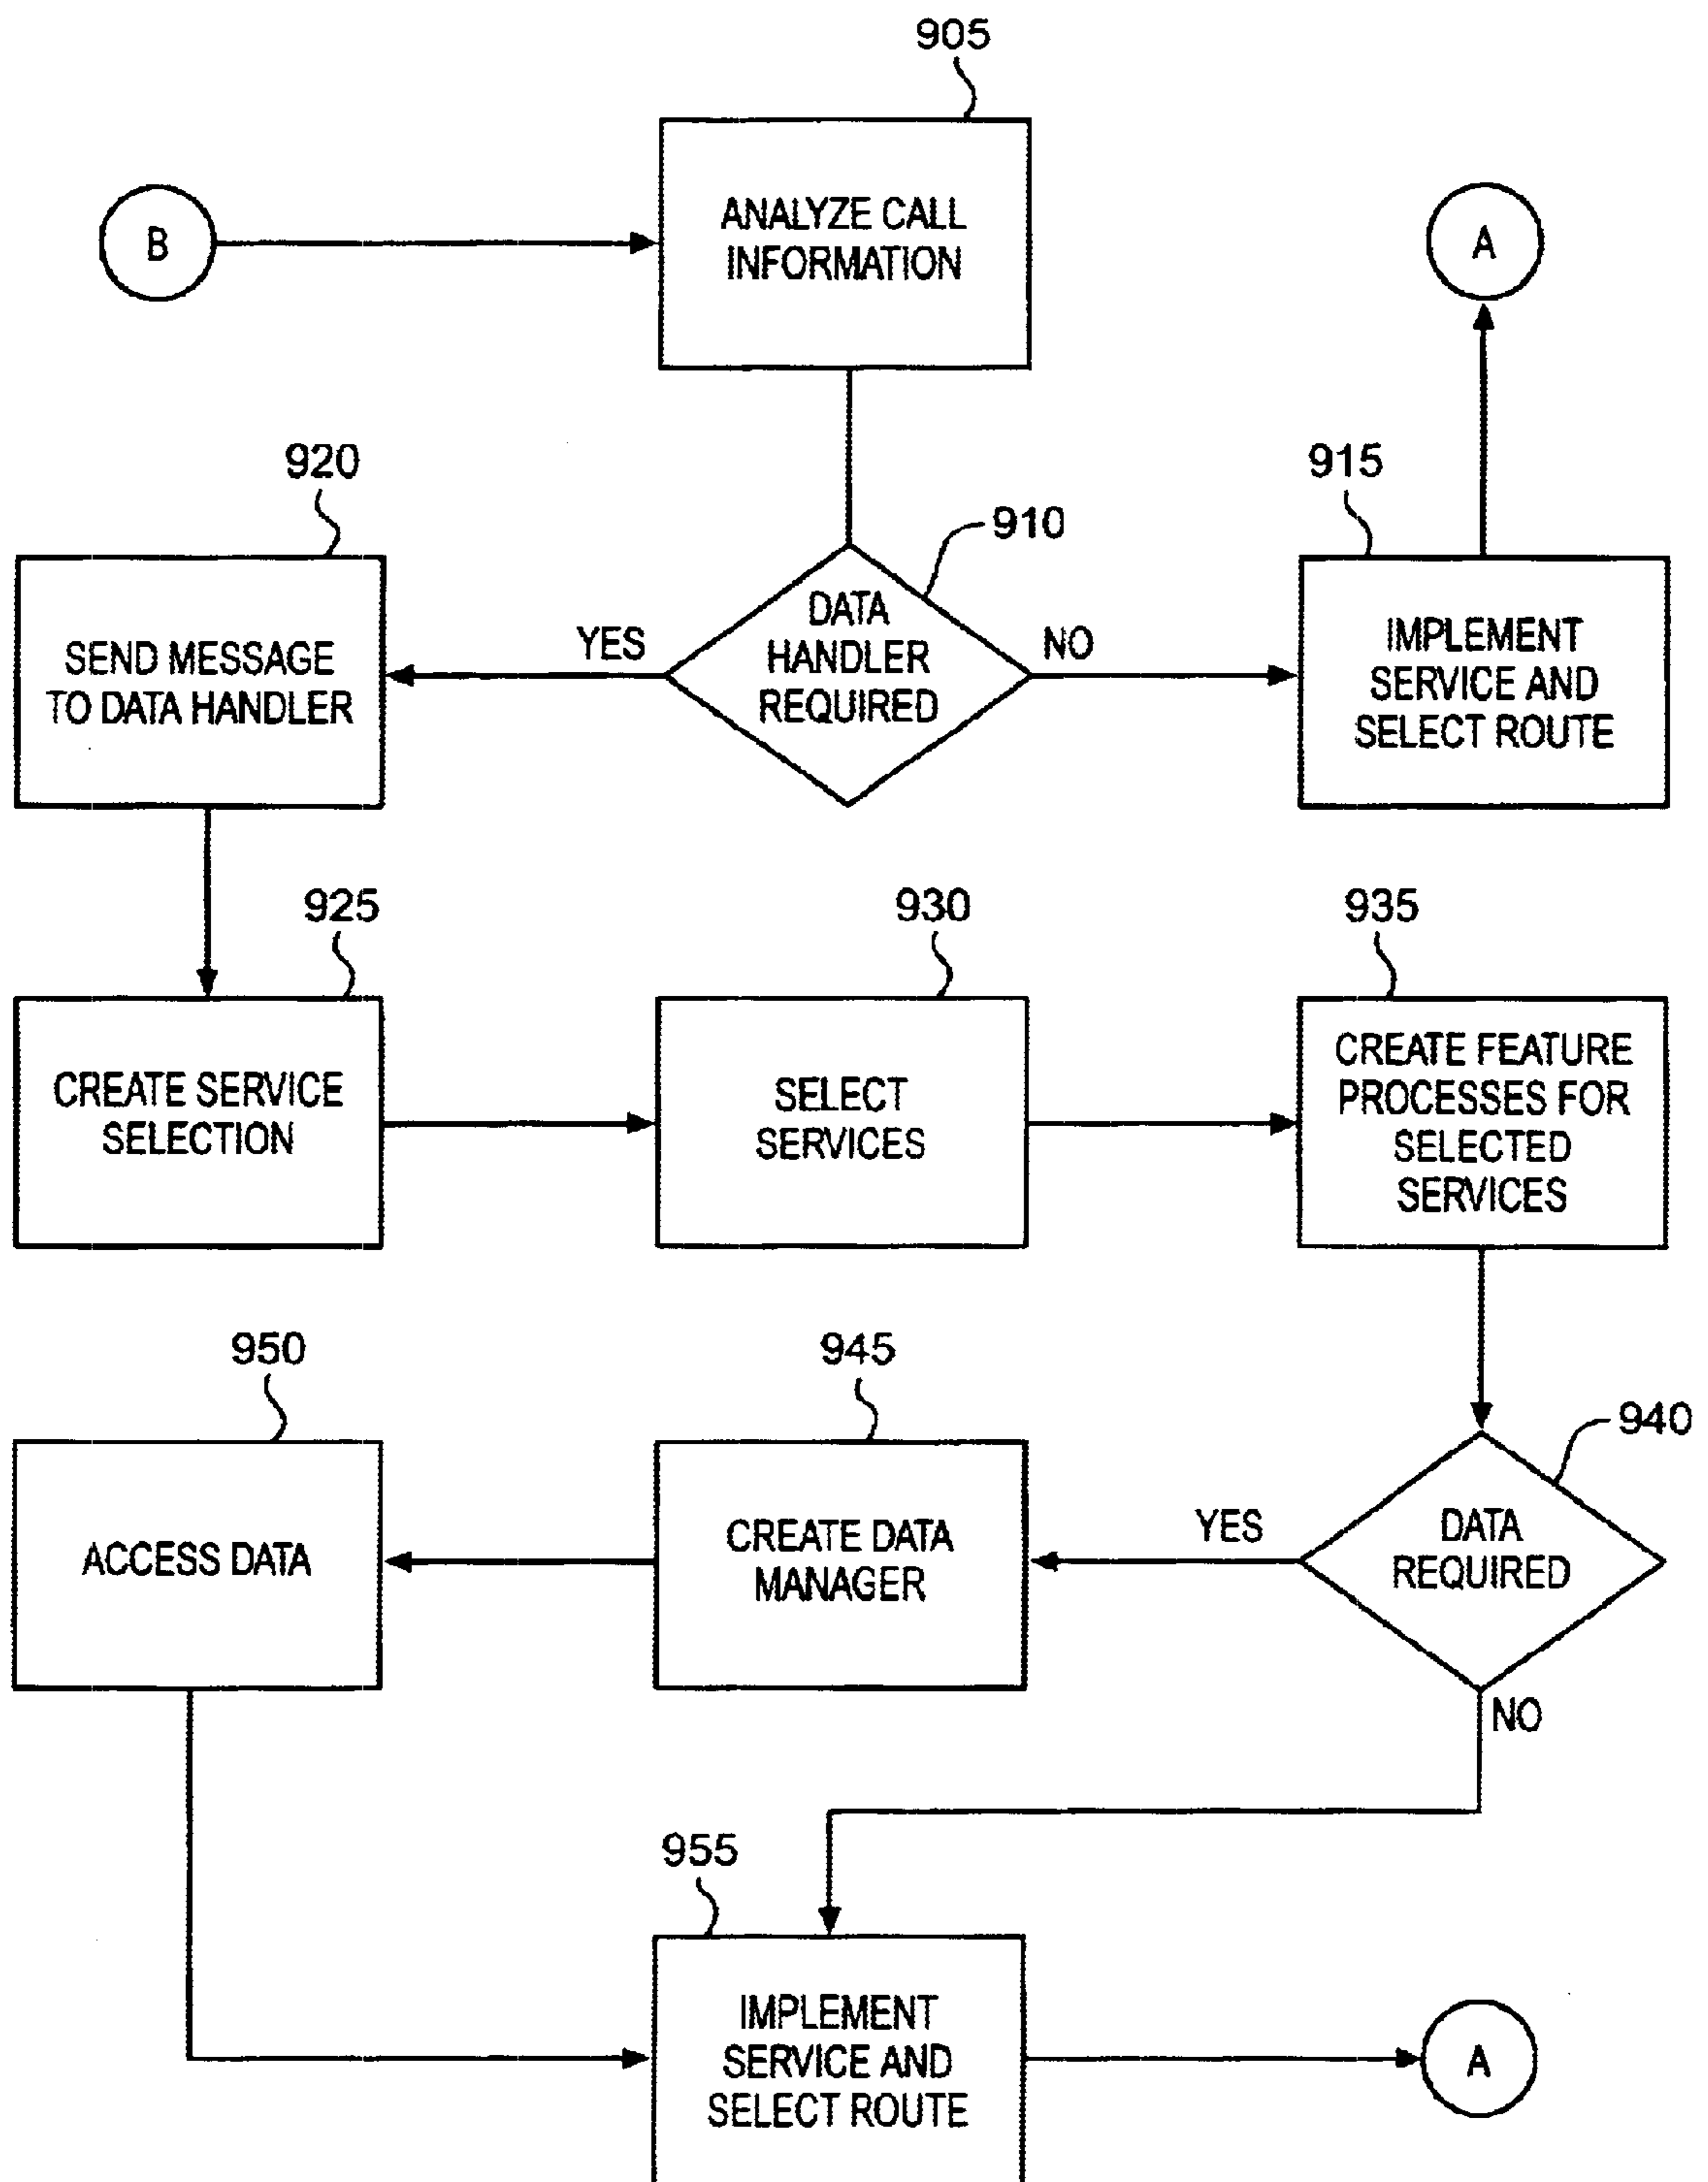 905
B
ANALYZE CALL
INFORMATION
A
920
910
915
SEND MESSAGE
TO DATA HANDLER
YES
DATA
HANDLER
REQUIRED
NO
IMPLEMENT
SERVICE AND
SELECT ROUTE
925
930
935
CREATE SERVICE
SELECTION
SELECT
SERVICES
CREATE FEATURE
PROCESSES FOR
SELECTED
SERVICES
950
945
940
ACCESS DATA
CREATE DATA
MANAGER
YES
DATA
REQUIRED
NO
955
IMPLEMENT
SERVICE AND
SELECT ROUTE
A